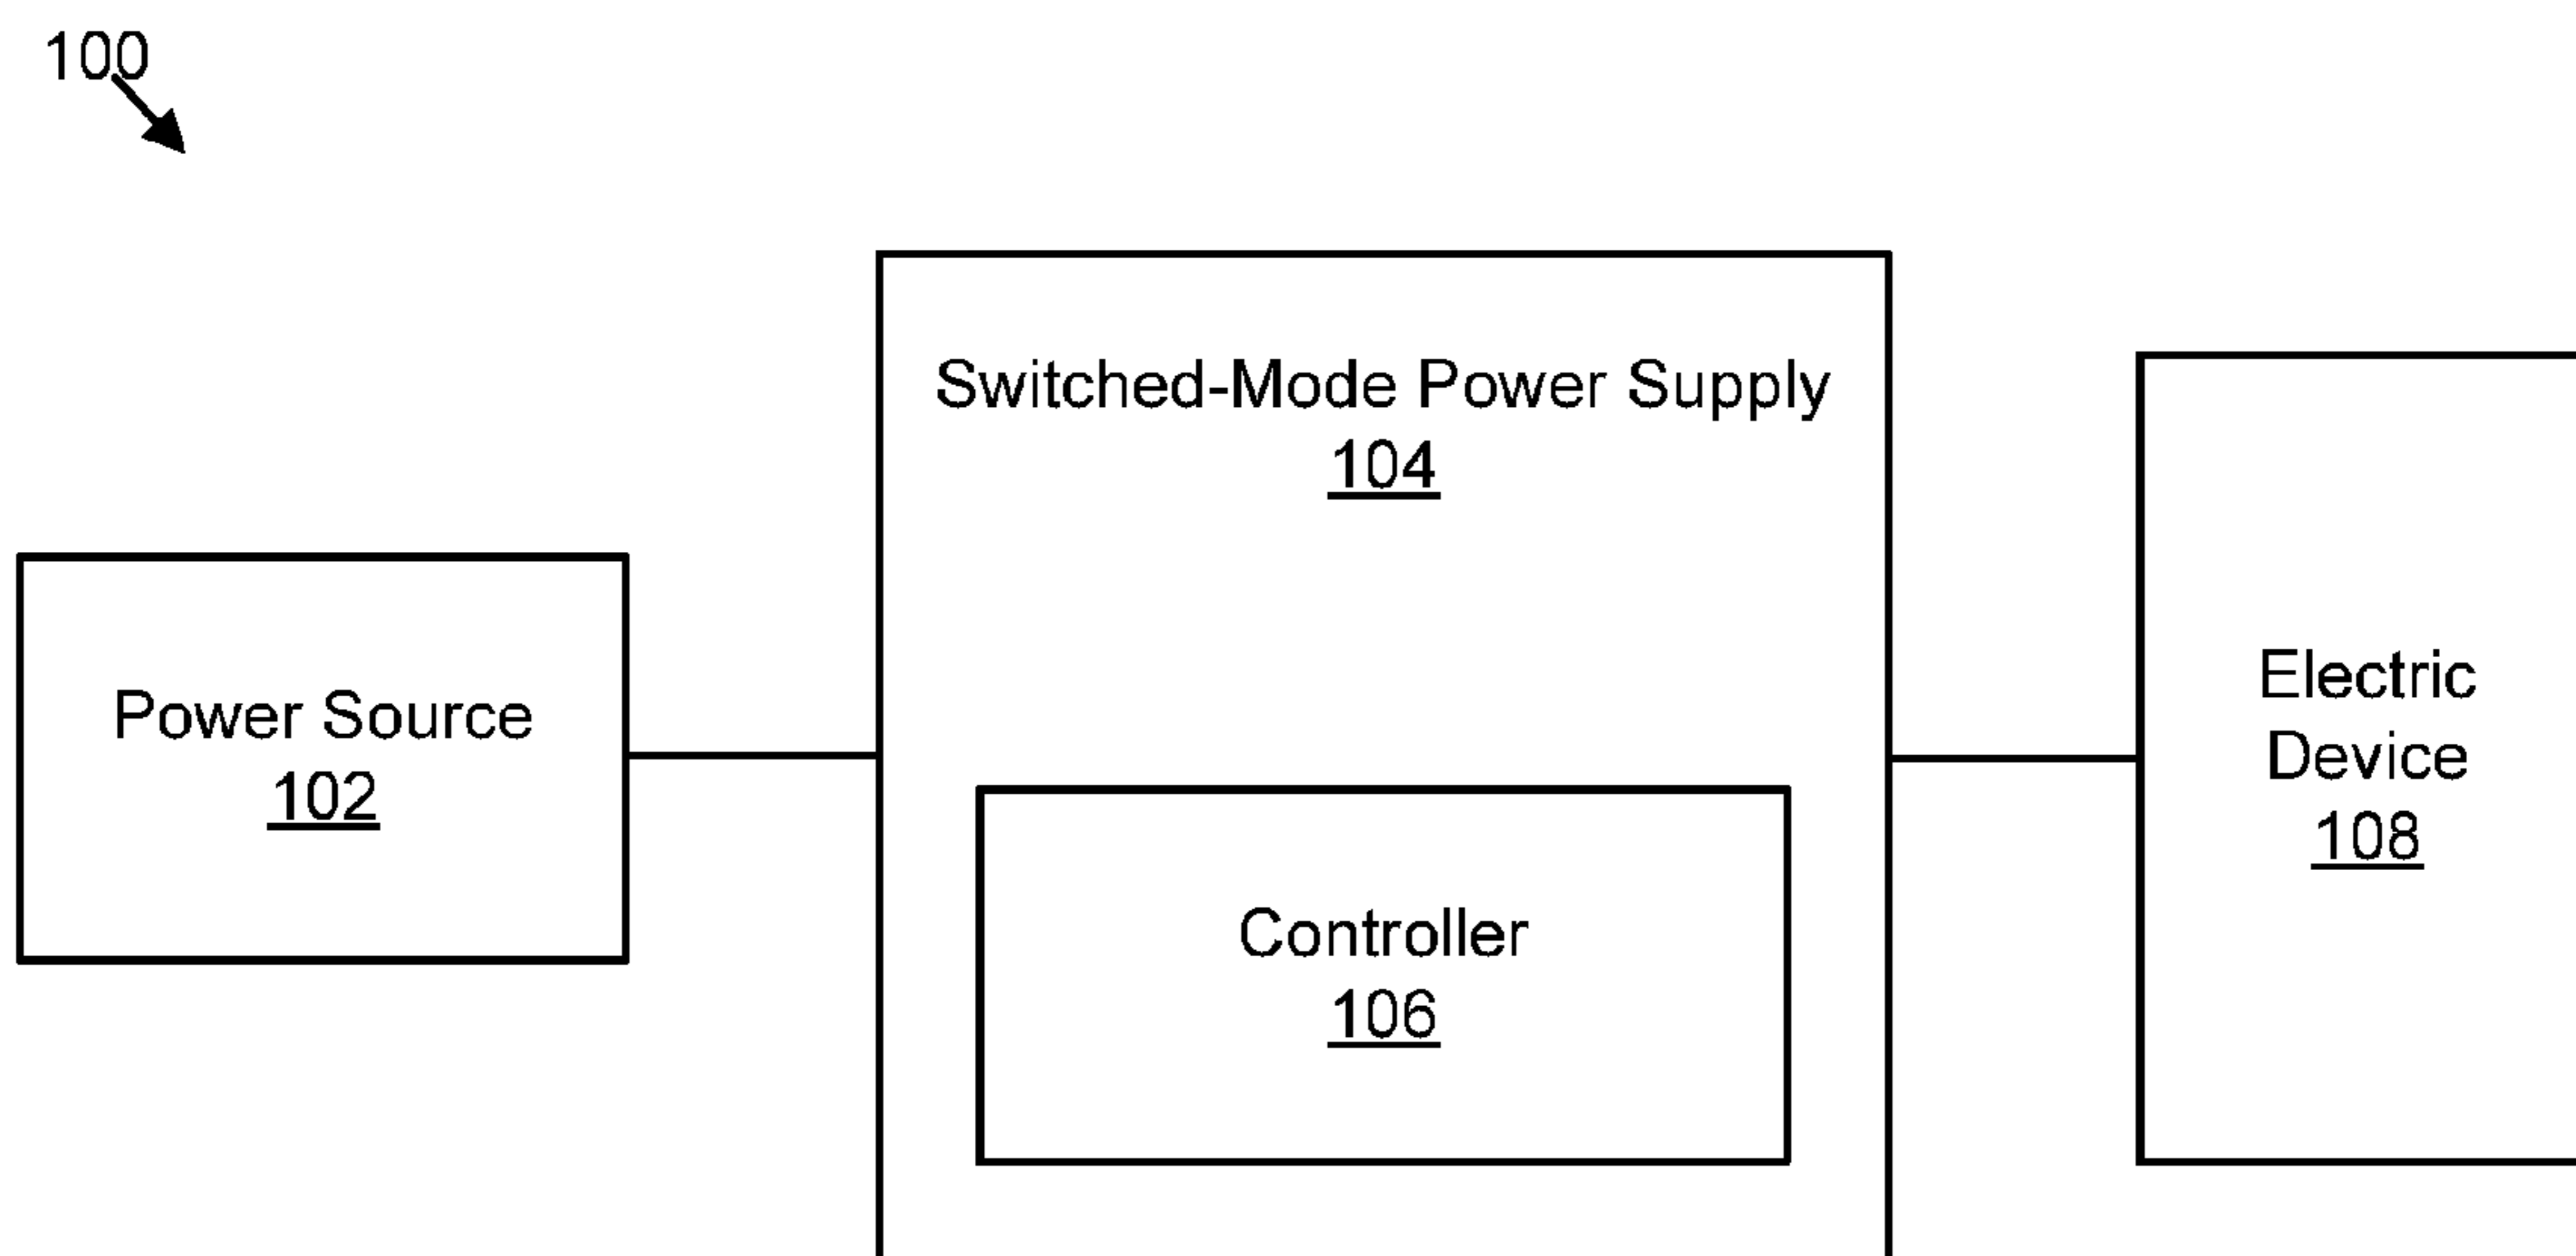 100
Switched-Mode Power Supply
104
Power Source
102
Controller
106
Electric
Device
108